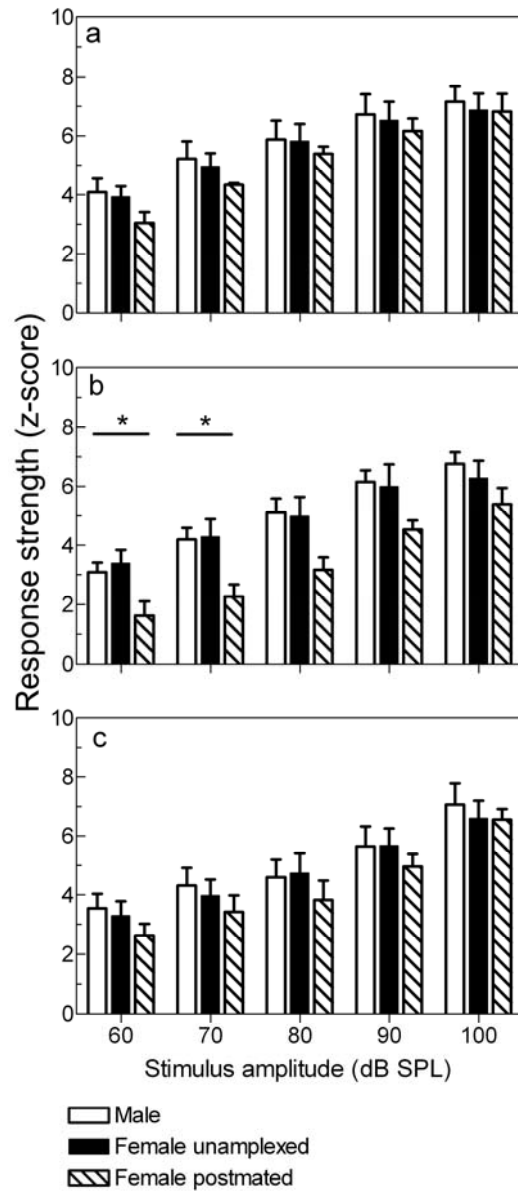 Response strength (z-score)
10
8
6
4
2
0
a
10
8
6
4
2
0
b
*
*
10
8
6
4
2
0
c
60 70 80 90 100
Stimulus amplitude (dB SPL)
Male
Female unamplexed
Female postmated